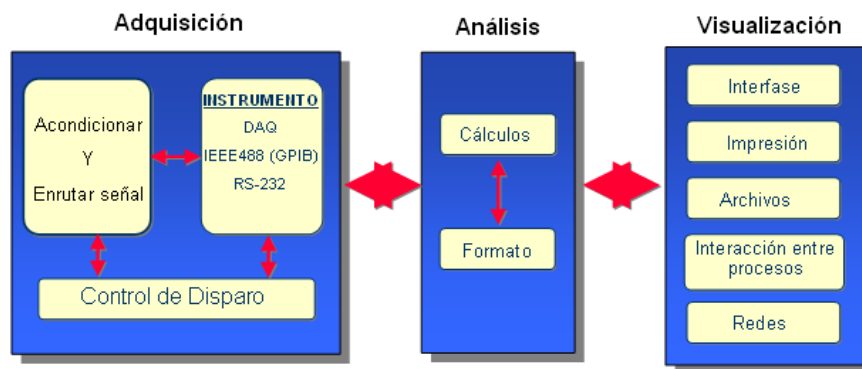 Adquisición
Acondicionar
Y
Enrutar señal
INSTRUMENTO
DAQ
IEEE488 (GPIB)
RS-232
Control de Disparo
Análisis
Cálculos
Formato
Visualización
Interfase
Impresión
Archivos
Interacción entre
procesos
Redes